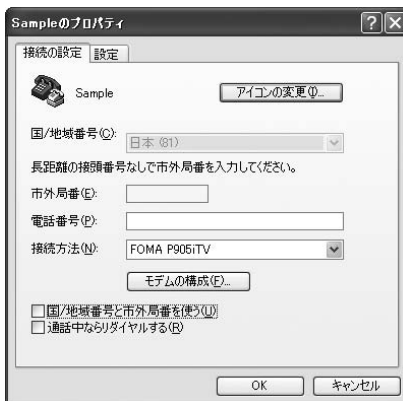 Sampleのプロパティ
接続の設定 設定
Sample アイコンの変更(I)...
国/地域番号(C): 日本 (81)
長距離の接頭番号なしで市外局番を入力してください。
市外局番(E):
電話番号(P):
接続方法(N): FOMA P905iTV
モデムの構成(F)...
国/地域番号と市外局番を使う(U)
通話中ならリダイヤルする(R)
OK キャンセル